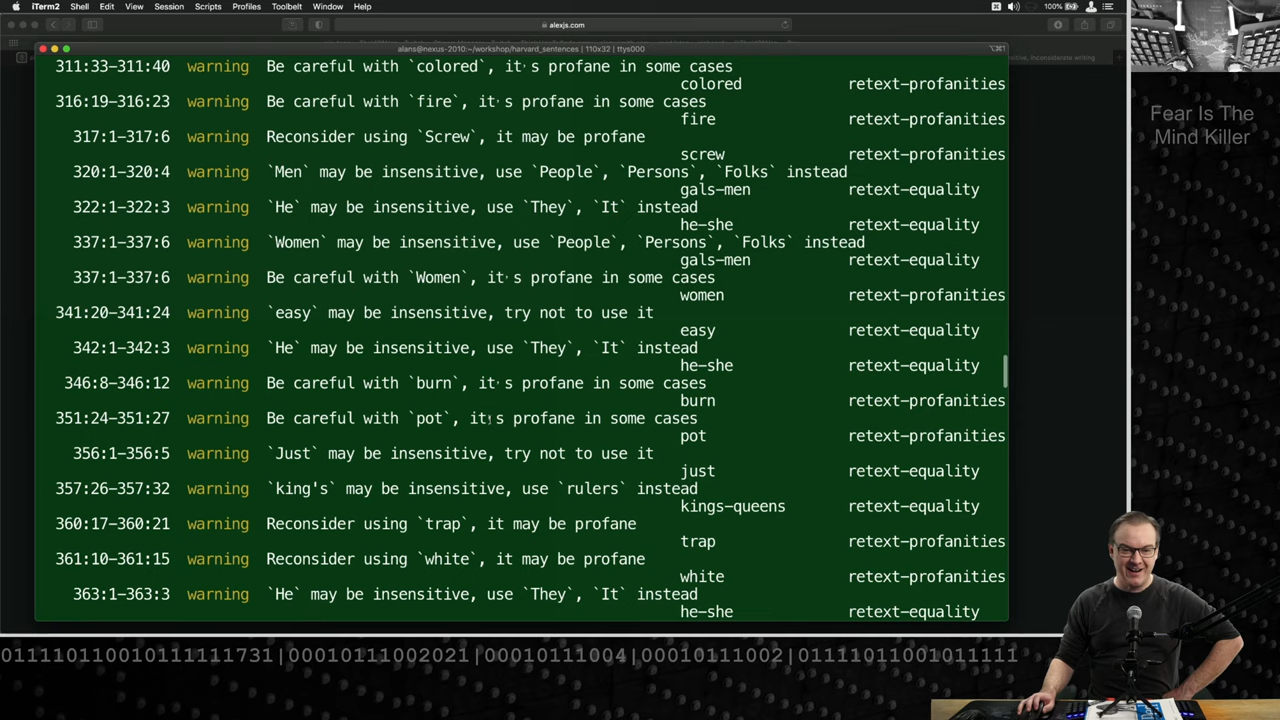 iTerm2 Shell Edit View Session Scripts Profiles Toolbelt Window Help 100%
alexjs.com
alans@nexus-2010:~/workshop/harvard_sentences | 110x32 | ttys000
311:33-311:40 warning Be careful with `colored`, it's profane in some cases
colored retext-profanities
316:19-316:23 warning Be careful with `fire`, it's profane in some cases
fire retext-profanities
317:1-317:6 warning Reconsider using `Screw`, it may be profane
screw retext-profanities
320:1-320:4 warning `Men` may be insensitive, use `People`, `Persons`, `Folks` instead
gals-men retext-equality
322:1-322:3 warning `He` may be insensitive, use `They`, `It` instead
he-she retext-equality
337:1-337:6 warning `Women` may be insensitive, use `People`, `Persons`, `Folks` instead
gals-men retext-equality
337:1-337:6 warning Be careful with `Women`, it's profane in some cases
women retext-profanities
341:20-341:24 warning `easy` may be insensitive, try not to use it
easy retext-equality
342:1-342:3 warning `He` may be insensitive, use `They`, `It` instead
he-she retext-equality
346:8-346:12 warning Be careful with `burn`, it's profane in some cases
burn retext-profanities
351:24-351:27 warning Be careful with `pot`, it's profane in some cases
pot retext-profanities
356:1-356:5 warning `Just` may be insensitive, try not to use it
just retext-equality
357:26-357:32 warning `king's` may be insensitive, use `rulers` instead
kings-queens retext-equality
360:17-360:21 warning Reconsider using `trap`, it may be profane
trap retext-profanities
361:10-361:15 warning Reconsider using `white`, it may be profane
white retext-profanities
363:1-363:3 warning `He` may be insensitive, use `They`, `It` instead
he-she retext-equality
Fear Is The
Mind Killer
011110110010111111731|000101110022021|00010111004|00010111002|01111011001011111